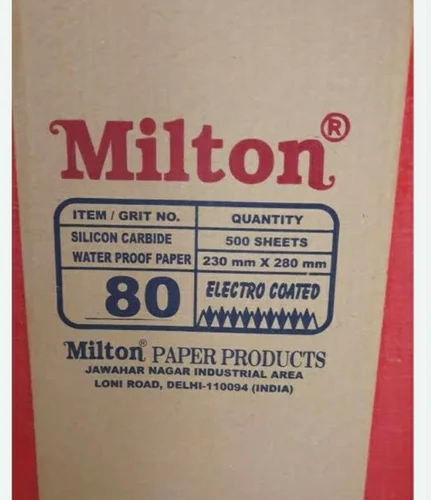 Milton®
ITEM / GRIT NO. QUANTITY
SILICON CARBIDE 500 SHEETS
WATER PROOF PAPER 230 mm X 280 mm
80 ELECTRO COATED
Milton® PAPER PRODUCTS
JAWAHAR NAGAR INDUSTRIAL AREA
LONI ROAD, DELHI-110094 (INDIA)